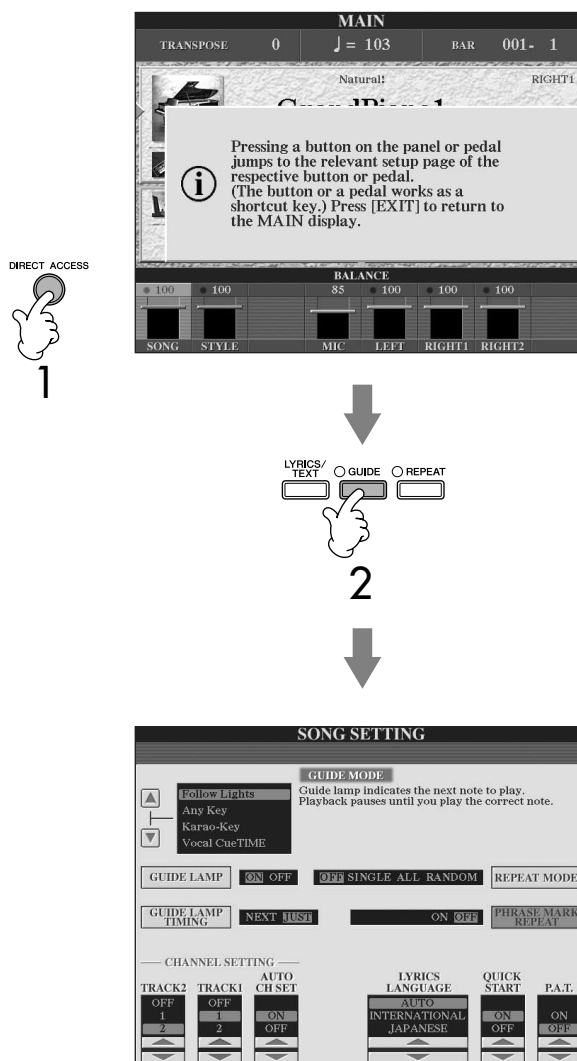 MAIN
TRANSPOSE 0 ♩= 103 BAR 001- 1
Natural! RIGHT1
Pressing a button on the panel or pedal
jumps to the relevant setup page of the
respective button or pedal.
(The button or a pedal works as a
shortcut key.) Press [EXIT] to return to
the MAIN display.
DIRECT ACCESS
1
BALANCE
100 100 85 100 100 100
SONG STYLE MIC LEFT RIGHT1 RIGHT2
LYRICS/
TEXT GUIDE REPEAT
2
SONG SETTING
GUIDE MODE
Follow Lights
Any Key
Karao-Key
Vocal CueTIME
Guide lamp indicates the next note to play.
Playback pauses until you play the correct note.
GUIDE LAMP ON OFF OFF SINGLE ALL RANDOM REPEAT MODE
GUIDE LAMP
TIMING NEXT JUST ON OFF PHRASE MARK
REPEAT
CHANNEL SETTING
TRACK2 TRACK1 AUTO
CH SET LYRICS
LANGUAGE QUICK
START P.A.T.
OFF OFF AUTO
1 1 ON INTERNATIONAL ON ON
2 2 OFF JAPANESE OFF OFF